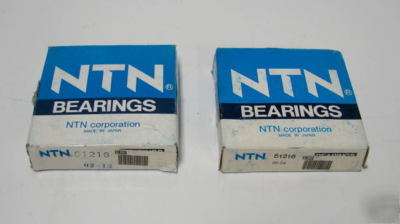 NTN®
BEARINGS
NTN corporation
MADE IN JAPAN
NTN 51216
NTN®
BEARINGS
NTN corporation
MADE IN JAPAN
NTN 51216